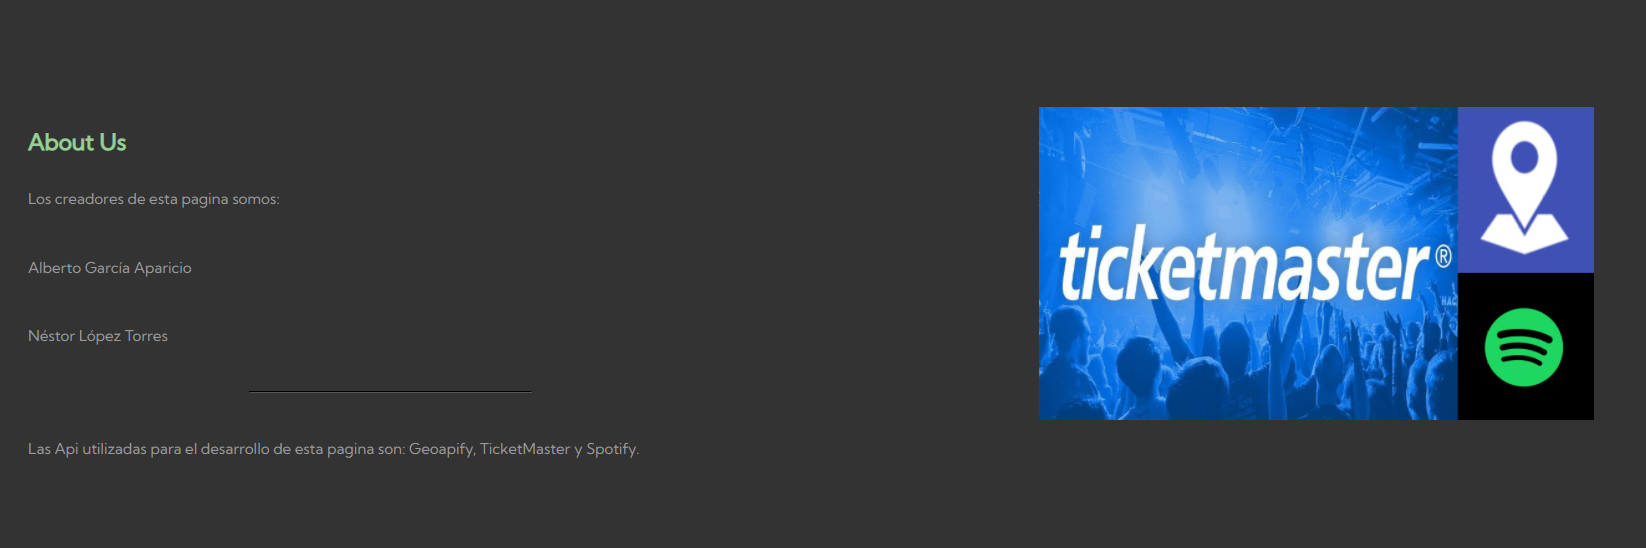 About Us
Los creadores de esta pagina somos:
Alberto García Aparicio
Néstor López Torres
Las Api utilizadas para el desarrollo de esta pagina son: Geoapify, TicketMaster y Spotify.
ticketmaster®